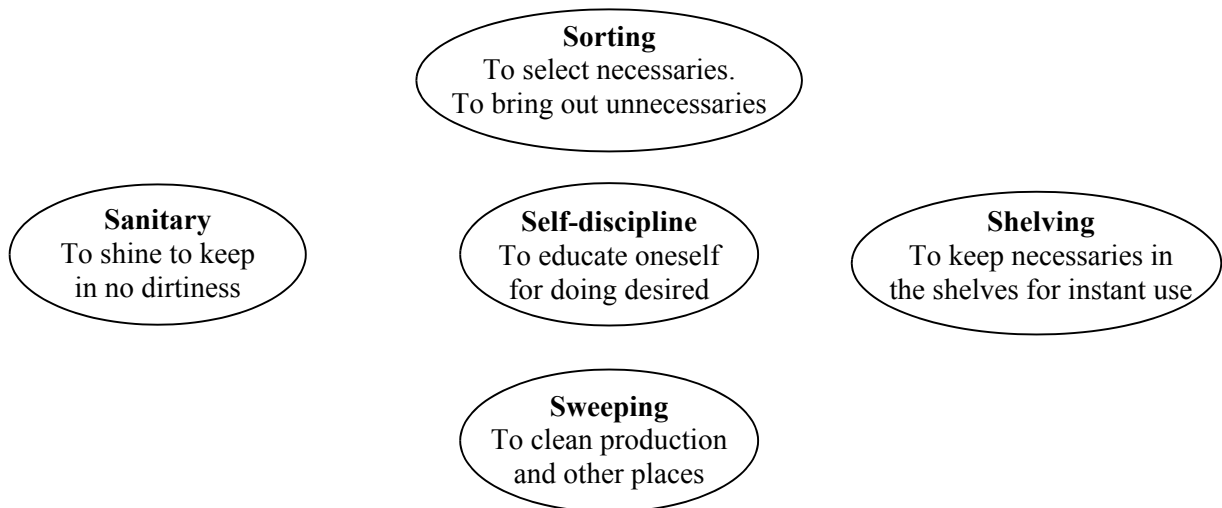 Sorting
To select necessaries.
To bring out unnecessaries
Sanitary
To shine to keep
in no dirtiness
Self-discipline
To educate oneself
for doing desired
Shelving
To keep necessaries in
the shelves for instant use
Sweeping
To clean production
and other places